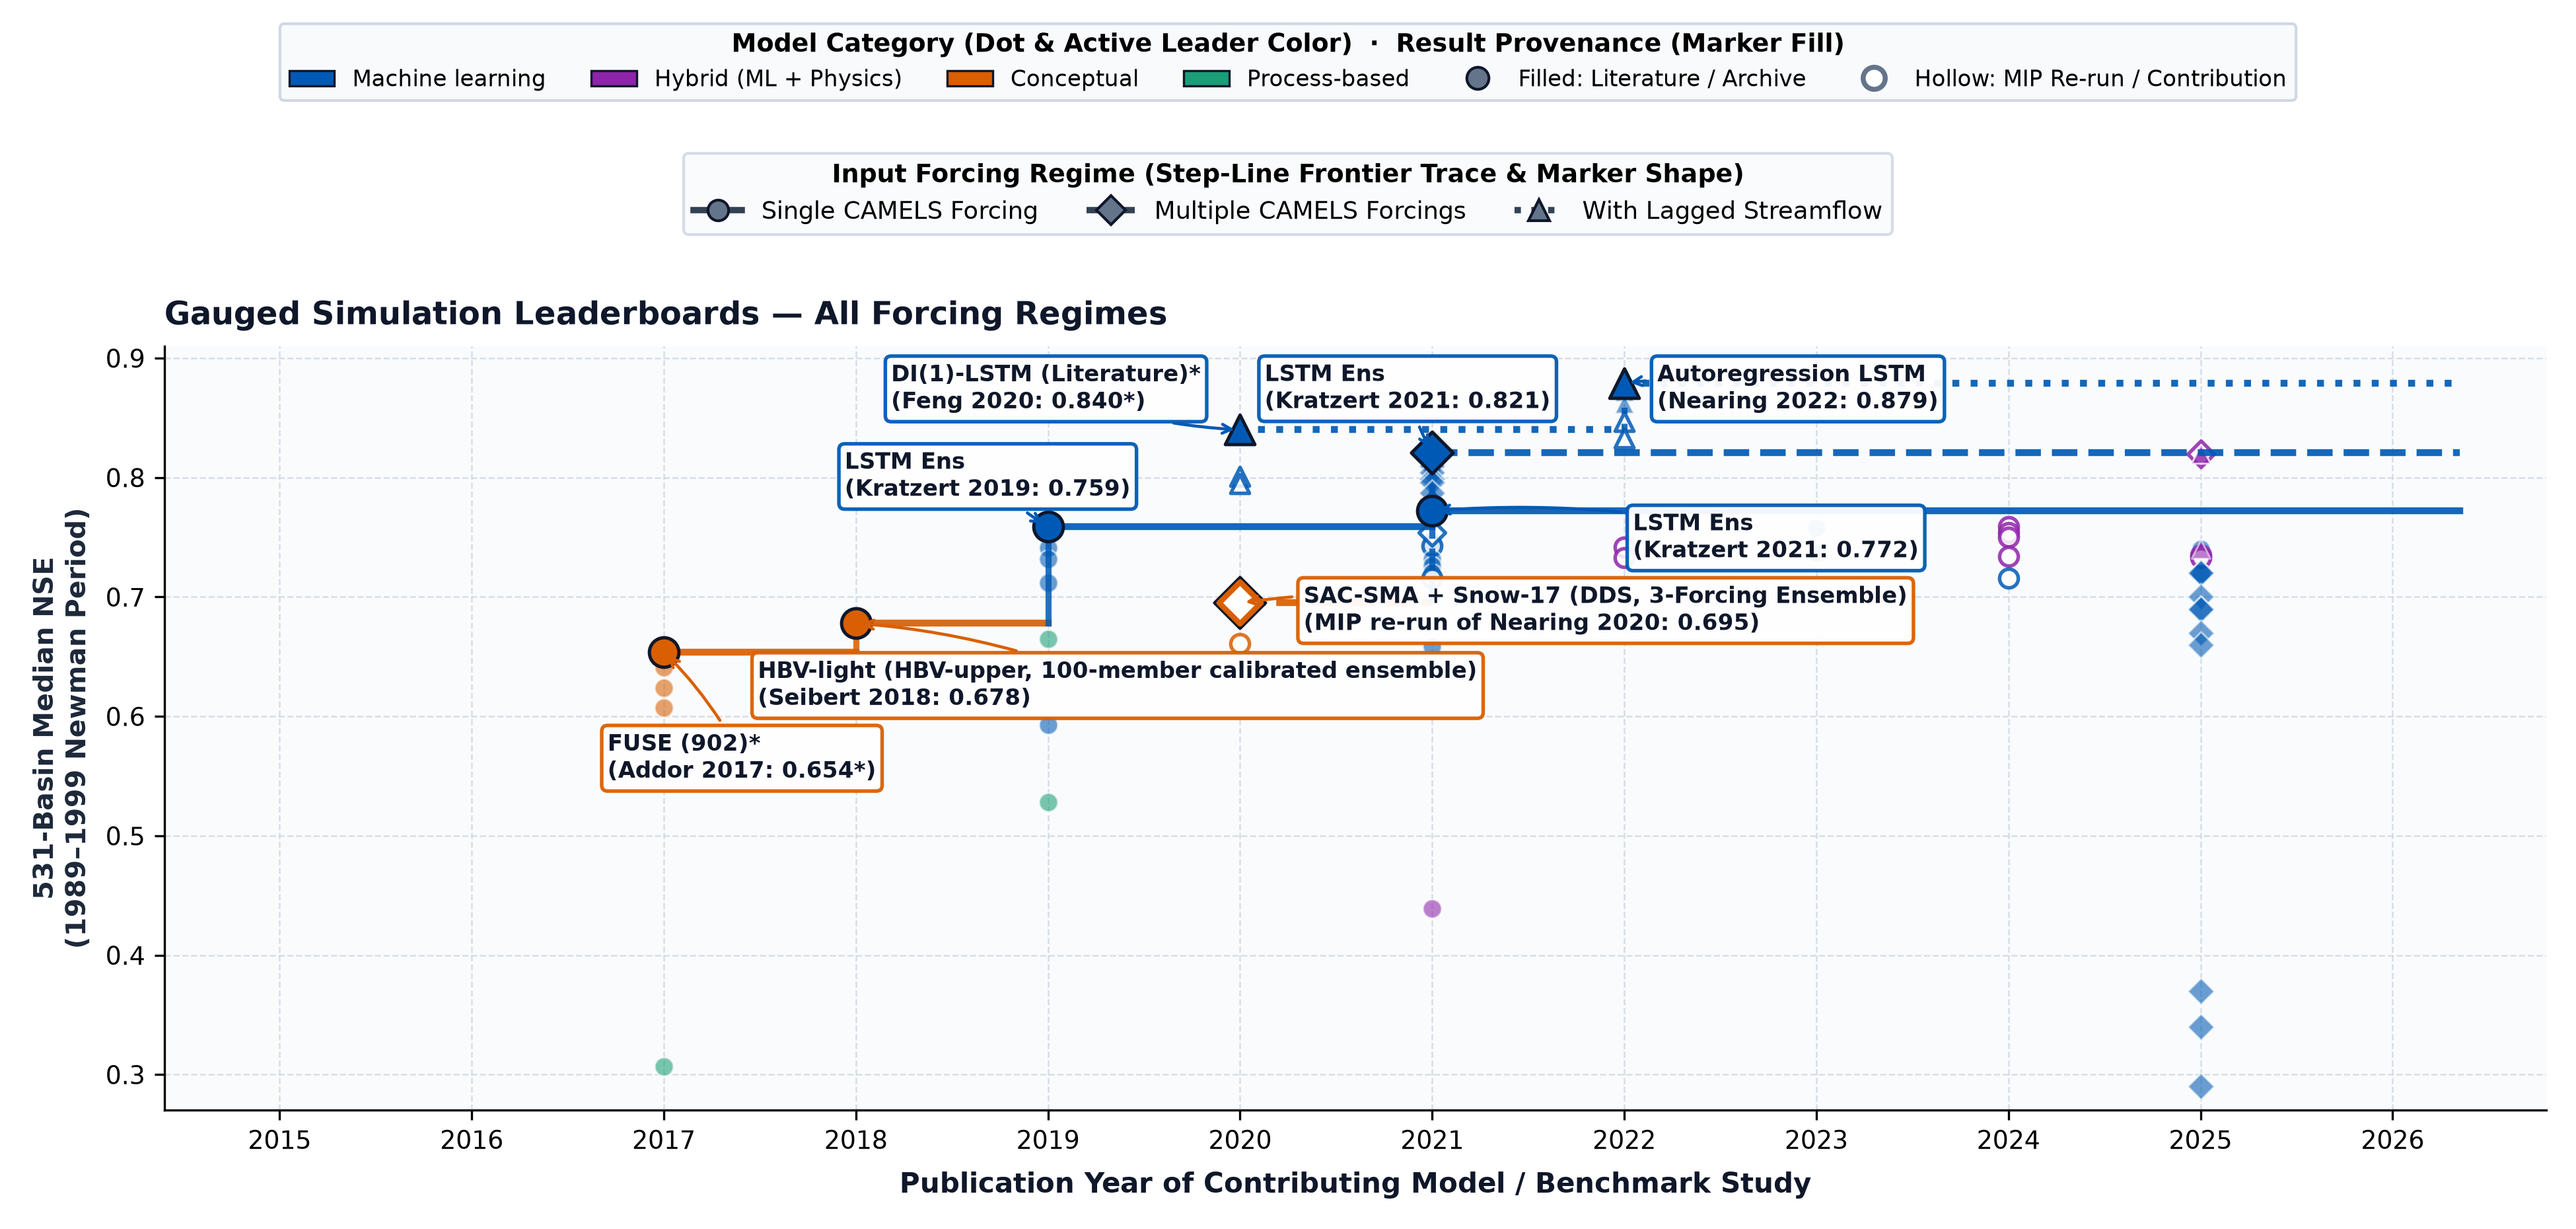 Model Category (Dot & Active Leader Color)  ·  Result Provenance (Marker Fill)
Machine learning
Hybrid (ML + Physics)
Conceptual
Process-based
Filled: Literature / Archive
Hollow: MIP Re-run / Contribution
Input Forcing Regime (Step-Line Frontier Trace & Marker Shape)
Single CAMELS Forcing
Multiple CAMELS Forcings
With Lagged Streamflow
Gauged Simulation Leaderboards — All Forcing Regimes
531-Basin Median NSE
(1989–1999 Newman Period)
0.9
0.8
0.7
0.6
0.5
0.4
0.3
DI(1)-LSTM (Literature)*
(Feng 2020: 0.840*)
LSTM Ens
(Kratzert 2021: 0.821)
Autoregression LSTM
(Nearing 2022: 0.879)
LSTM Ens
(Kratzert 2019: 0.759)
LSTM Ens
(Kratzert 2021: 0.772)
SAC-SMA + Snow-17 (DDS, 3-Forcing Ensemble)
(MIP re-run of Nearing 2020: 0.695)
HBV-light (HBV-upper, 100-member calibrated ensemble)
(Seibert 2018: 0.678)
FUSE (902)*
(Addor 2017: 0.654*)
2015
2016
2017
2018
2019
2020
2021
2022
2023
2024
2025
2026
Publication Year of Contributing Model / Benchmark Study